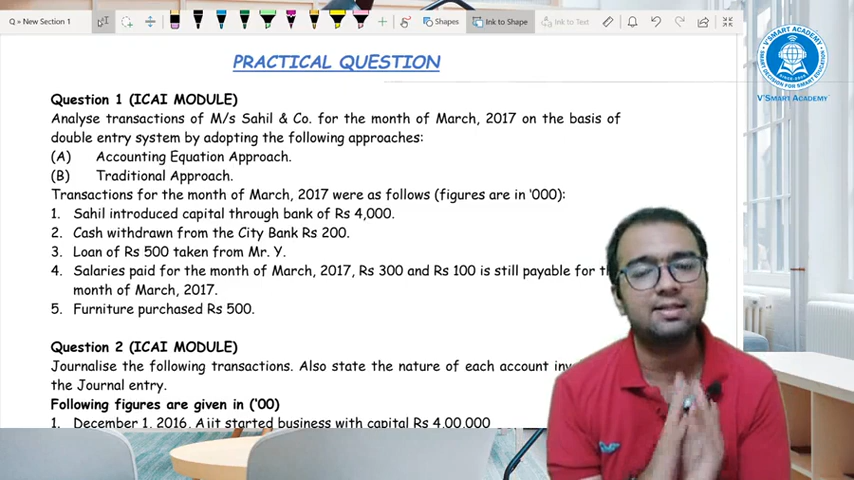 Q » New Section 1
Shapes
Ink to Shape
Ink to Text
PRACTICAL QUESTION
V'SMART ACADEMY
SMART DECISION FOR SMART EDUCATION
V'SMART ACADEMY
Question 1 (ICAI MODULE)
Analyse transactions of M/s Sahil & Co. for the month of March, 2017 on the basis of
double entry system by adopting the following approaches:
(A) Accounting Equation Approach.
(B) Traditional Approach.
Transactions for the month of March, 2017 were as follows (figures are in '000):
1. Sahil introduced capital through bank of Rs 4,000.
2. Cash withdrawn from the City Bank Rs 200.
3. Loan of Rs 500 taken from Mr. Y.
4. Salaries paid for the month of March, 2017, Rs 300 and Rs 100 is still payable for
month of March, 2017.
5. Furniture purchased Rs 500.
Question 2 (ICAI MODULE)
Journalise the following transactions. Also state the nature of each account
the Journal entry.
Following figures are given in ('00)
1. December 1, 2016, Ajit started business with capital Rs 4,00,000